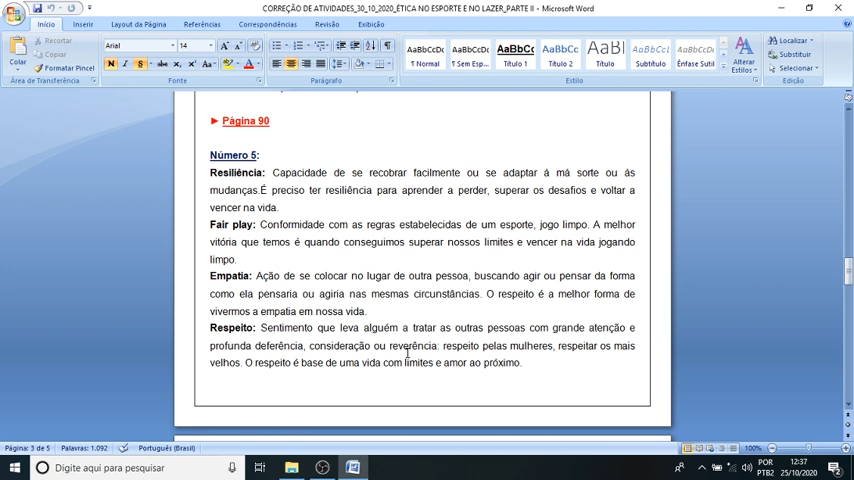 CORREÇÃO DE ATIVIDADES_30_10_2020_ÉTICA NO ESPORTE E NO LAZER_PARTE II - Microsoft Word
Início Inserir Layout da Página Referências Correspondências Revisão Exibição
Colar
Recortar
Copiar
Formatar Pincel
Área de Transferência
Arial 14
N I S abc x₂ x² Aa A
Fonte
Parágrafo
AaBbCcDc AaBbCcDc AaBbCc AaBbCc AaBl AaBbCcL AaBbCcDc
¶ Normal ¶ Sem Esp... Título 1 Título 2 Título Subtítulo Ênfase Sutil
Alterar Estilos
Estilo
Localizar
Substituir
Selecionar
Edição
► Página 90
Número 5:
Resiliência: Capacidade de se recobrar facilmente ou se adaptar à má sorte ou às
mudanças.É preciso ter resiliência para aprender a perder, superar os desafios e voltar a
vencer na vida.
Fair play: Conformidade com as regras estabelecidas de um esporte, jogo limpo. A melhor
vitória que temos é quando conseguimos superar nossos limites e vencer na vida jogando
limpo.
Empatia: Ação de se colocar no lugar de outra pessoa, buscando agir ou pensar da forma
como ela pensaria ou agiria nas mesmas circunstâncias. O respeito é a melhor forma de
vivermos a empatia em nossa vida.
Respeito: Sentimento que leva alguém a tratar as outras pessoas com grande atenção e
profunda deferência, consideração ou reverência: respeito pelas mulheres, respeitar os mais
velhos. O respeito é base de uma vida com limites e amor ao próximo.
Página: 3 de 5 Palavras: 1.092 Português (Brasil) 100%
Digite aqui para pesquisar
POR 12:37
PTB2 25/10/2020 2